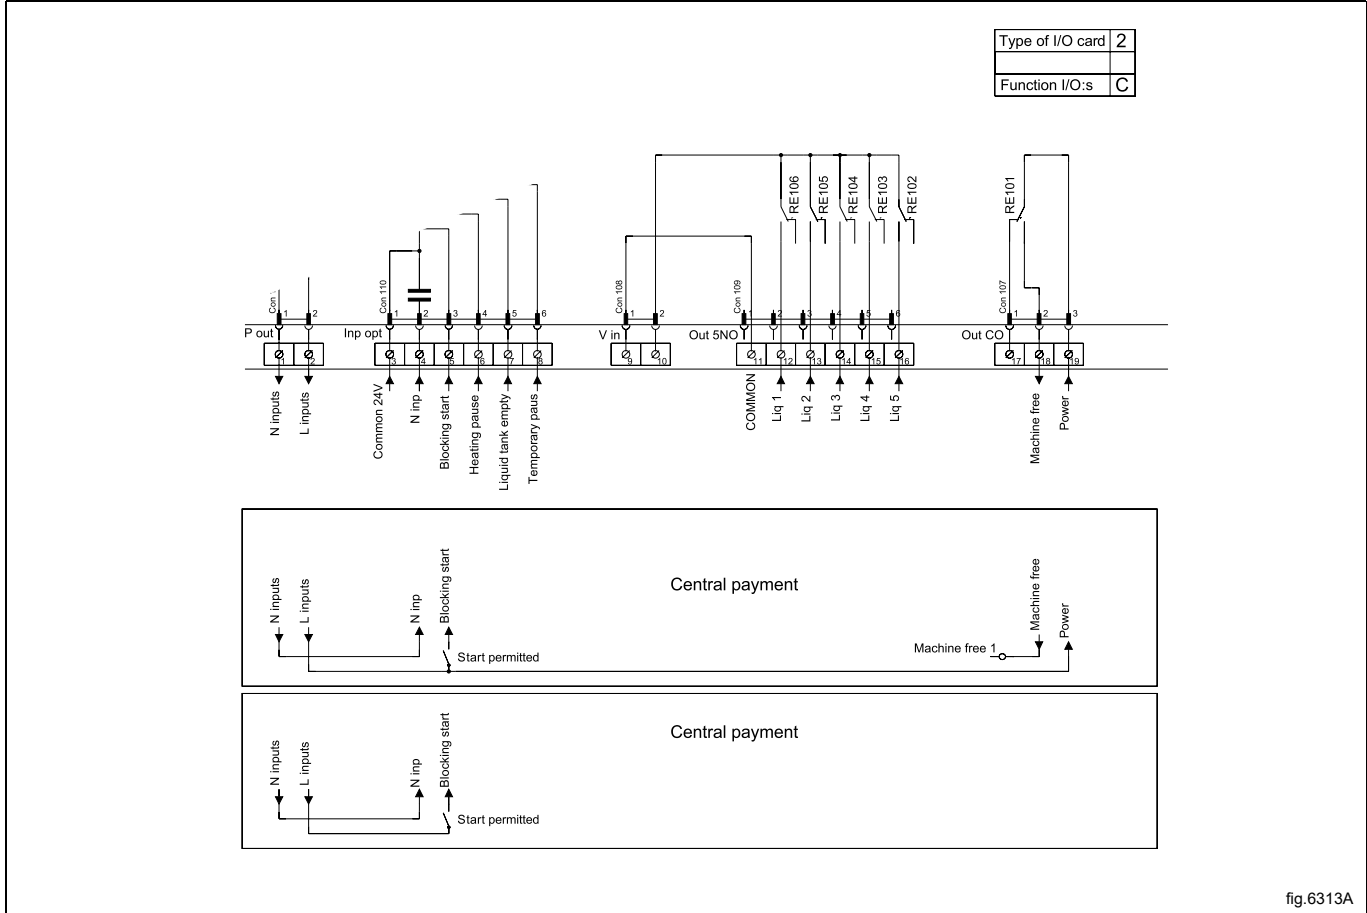 Type of I/O card 2
Function I/O:s C
RE106 RE105 RE104 RE103 RE102 RE101
Con Con 110 Con 108 Con 109 Con 107
1 2 1 2 3 4 5 6 1 2 1 2 3 4 5 6 1 2 3
P out Inp opt V in Out 5NO Out CO
1 2 3 4 5 6 7 8 9 10 11 12 13 14 15 16 17 18 19
N inputs
L inputs
Common 24V
N inp
Blocking start
Heating pause
Liquid tank empty
Temporary paus
COMMON
Liq 1
Liq 2
Liq 3
Liq 4
Liq 5
Machine free
Power
Central payment
N inputs
L inputs
N inp
Blocking start
Start permitted
Machine free 1
Machine free
Power
Central payment
N inputs
L inputs
N inp
Blocking start
Start permitted
fig.6313A